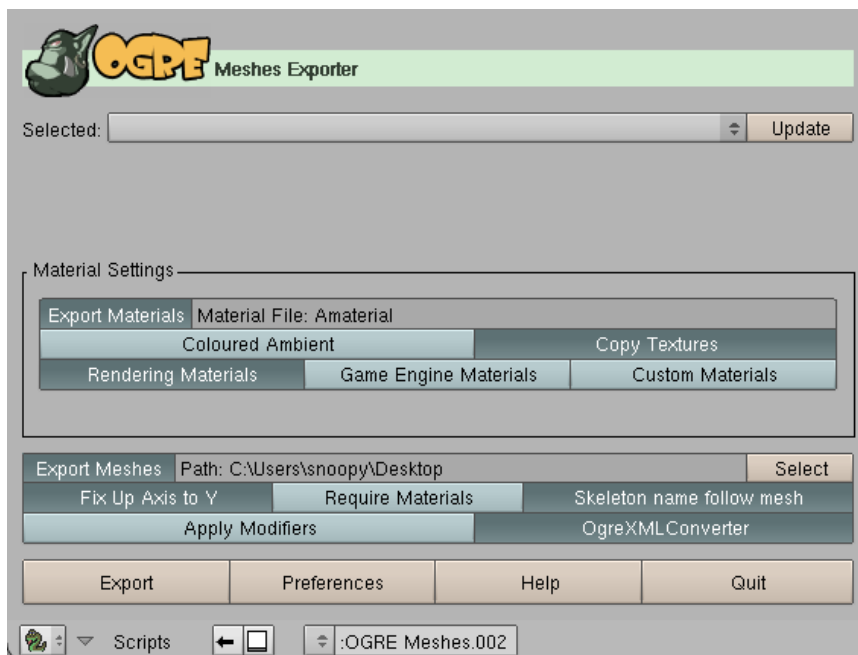 OGRE Meshes Exporter
Selected: Update
Material Settings
Export Materials Material File: Amaterial
Coloured Ambient Copy Textures
Rendering Materials Game Engine Materials Custom Materials
Export Meshes Path: C:\Users\snoopy\Desktop Select
Fix Up Axis to Y Require Materials Skeleton name follow mesh
Apply Modifiers OgreXMLConverter
Export Preferences Help Quit
Scripts :OGRE Meshes.002